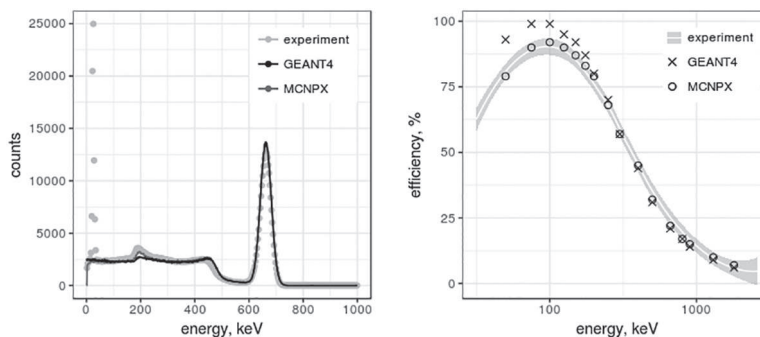 25000
20000
15000
10000
5000
0
counts
0
200
400
600
800
1000
energy, keV
experiment
GEANT4
MCNPX
100
75
50
25
0
efficiency, %
100
1000
energy, keV
experiment
GEANT4
MCNPX